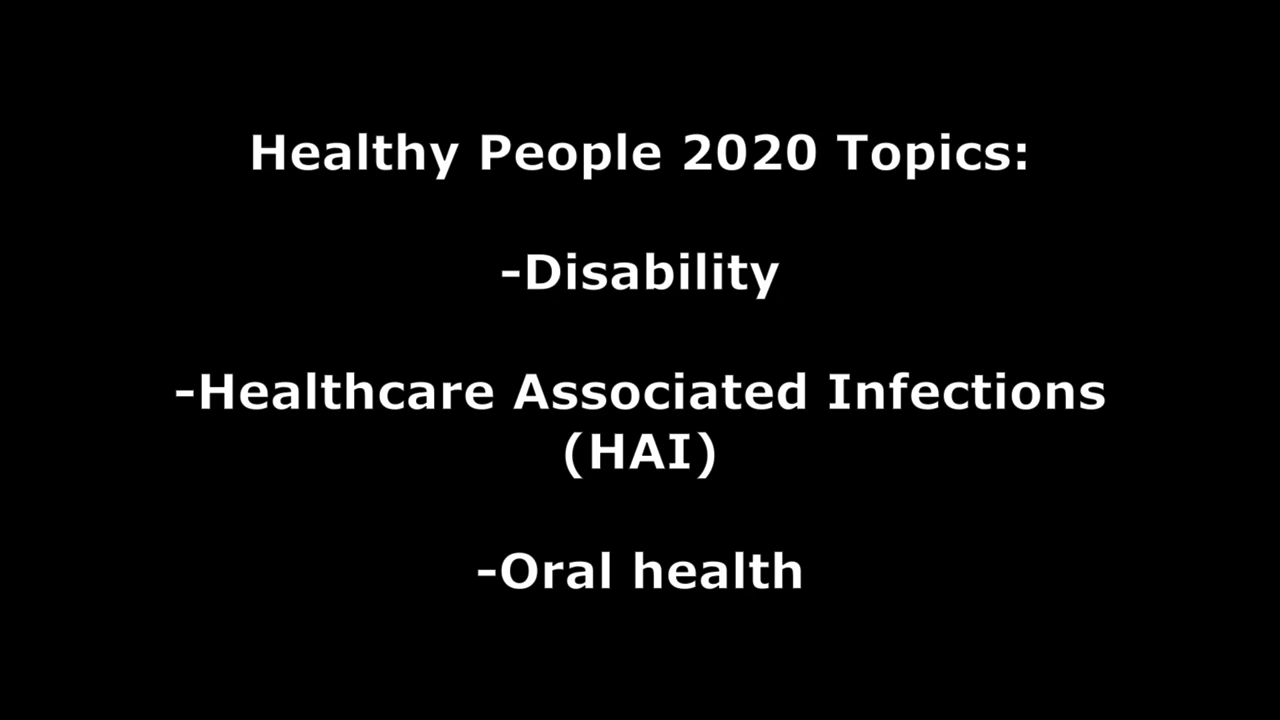 Healthy People 2020 Topics:
-Disability
-Healthcare Associated Infections
(HAI)
-Oral health